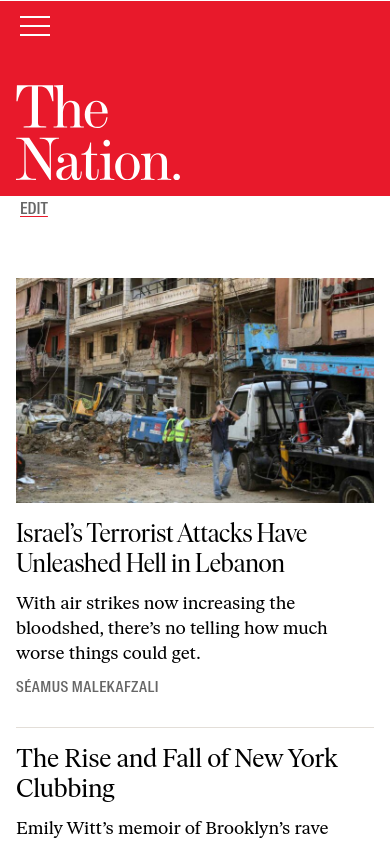 The
Nation.
EDIT
Israel’s Terrorist Attacks Have
Unleashed Hell in Lebanon
With air strikes now increasing the
bloodshed, there’s no telling how much
worse things could get.
SÉAMUS MALEKAFZALI
The Rise and Fall of New York
Clubbing
Emily Witt’s memoir of Brooklyn’s rave